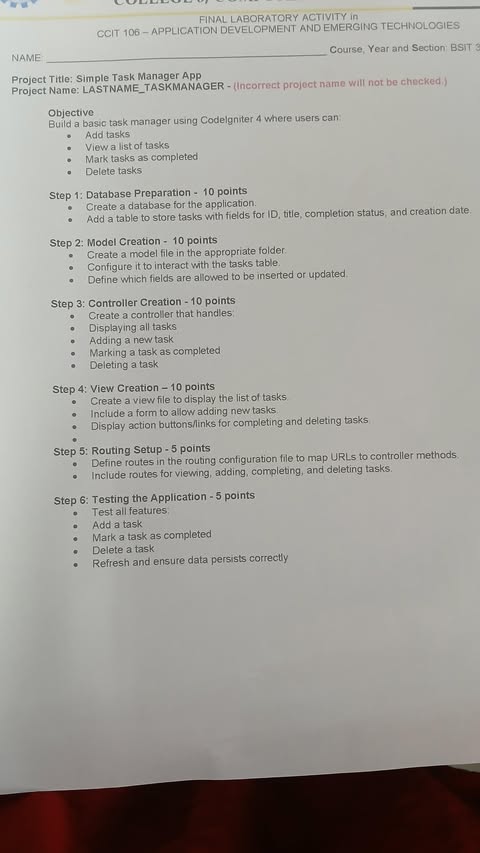 COLLEGE of
FINAL LABORATORY ACTIVITY in
CCIT 106 – APPLICATION DEVELOPMENT AND EMERGING TECHNOLOGIES
NAME: Course, Year and Section: BSIT 3
Project Title: Simple Task Manager App
Project Name: LASTNAME_TASKMANAGER - (Incorrect project name will not be checked.)
Objective
Build a basic task manager using CodeIgniter 4 where users can:
• Add tasks
• View a list of tasks
• Mark tasks as completed
• Delete tasks
Step 1: Database Preparation - 10 points
• Create a database for the application.
• Add a table to store tasks with fields for ID, title, completion status, and creation date.
Step 2: Model Creation - 10 points
• Create a model file in the appropriate folder.
• Configure it to interact with the tasks table.
• Define which fields are allowed to be inserted or updated.
Step 3: Controller Creation - 10 points
• Create a controller that handles:
• Displaying all tasks
• Adding a new task
• Marking a task as completed
• Deleting a task
Step 4: View Creation – 10 points
• Create a view file to display the list of tasks.
• Include a form to allow adding new tasks.
• Display action buttons/links for completing and deleting tasks.
•
Step 5: Routing Setup - 5 points
• Define routes in the routing configuration file to map URLs to controller methods.
• Include routes for viewing, adding, completing, and deleting tasks.
Step 6: Testing the Application - 5 points
• Test all features:
• Add a task
• Mark a task as completed
• Delete a task
• Refresh and ensure data persists correctly